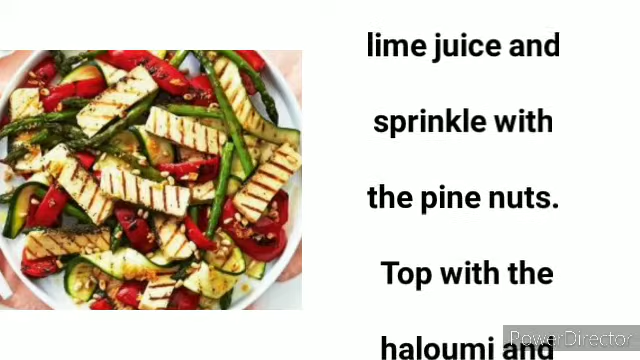 lime juice and
sprinkle with
the pine nuts.
Top with the
haloumi and
PowerDirector